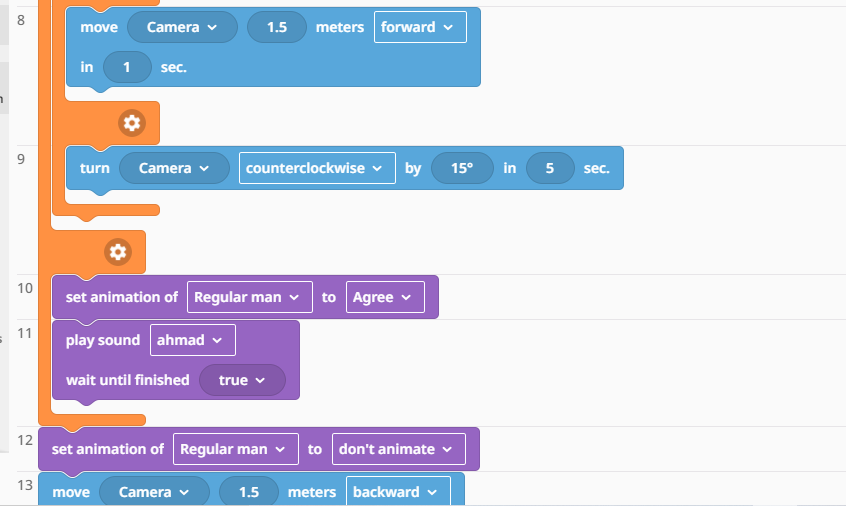 8
move Camera 1.5 meters forward
in 1 sec.
9
turn Camera counterclockwise by 15° in 5 sec.
10
set animation of Regular man to Agree
11
play sound ahmad
wait until finished true
12
set animation of Regular man to don't animate
13
move Camera 1.5 meters backward